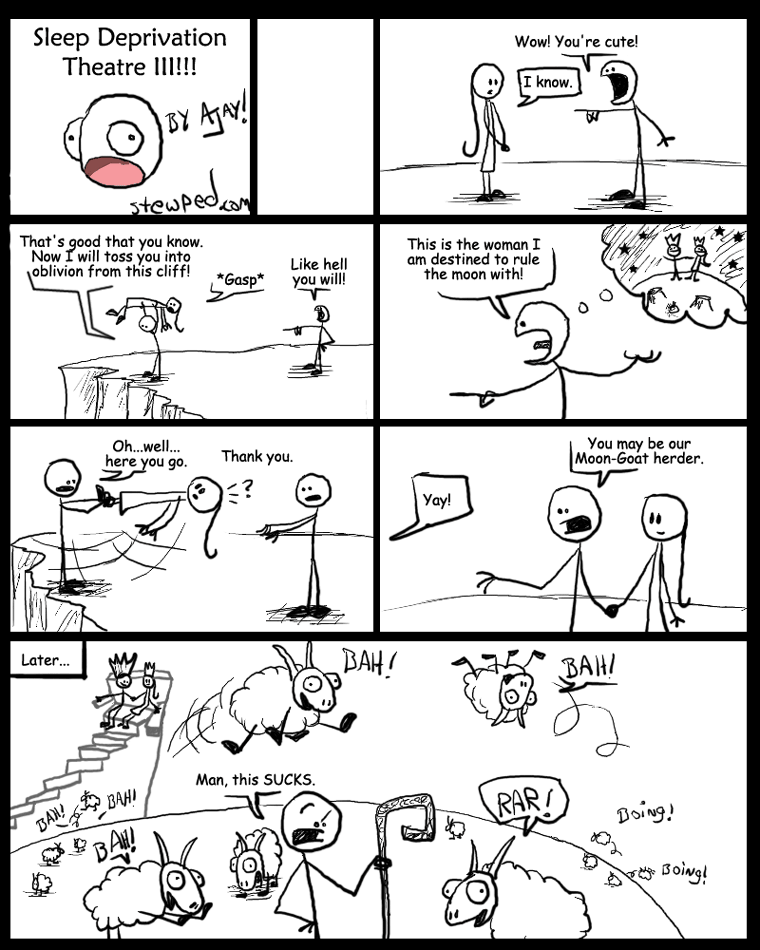 Sleep Deprivation
Theatre III!!!
BY AJAY!
stewped.com
Wow! You're cute!
I know.
That's good that you know.
Now I will toss you into
oblivion from this cliff!
*Gasp*
Like hell
you will!
This is the woman I
am destined to rule
the moon with!
Oh...well...
here you go.
Thank you.
?
You may be our
Moon-Goat herder.
Yay!
Later...
BAH!
BAH!
Man, this SUCKS.
BAH!
BAH!
BAH!
RAR!
Boing!
Boing!